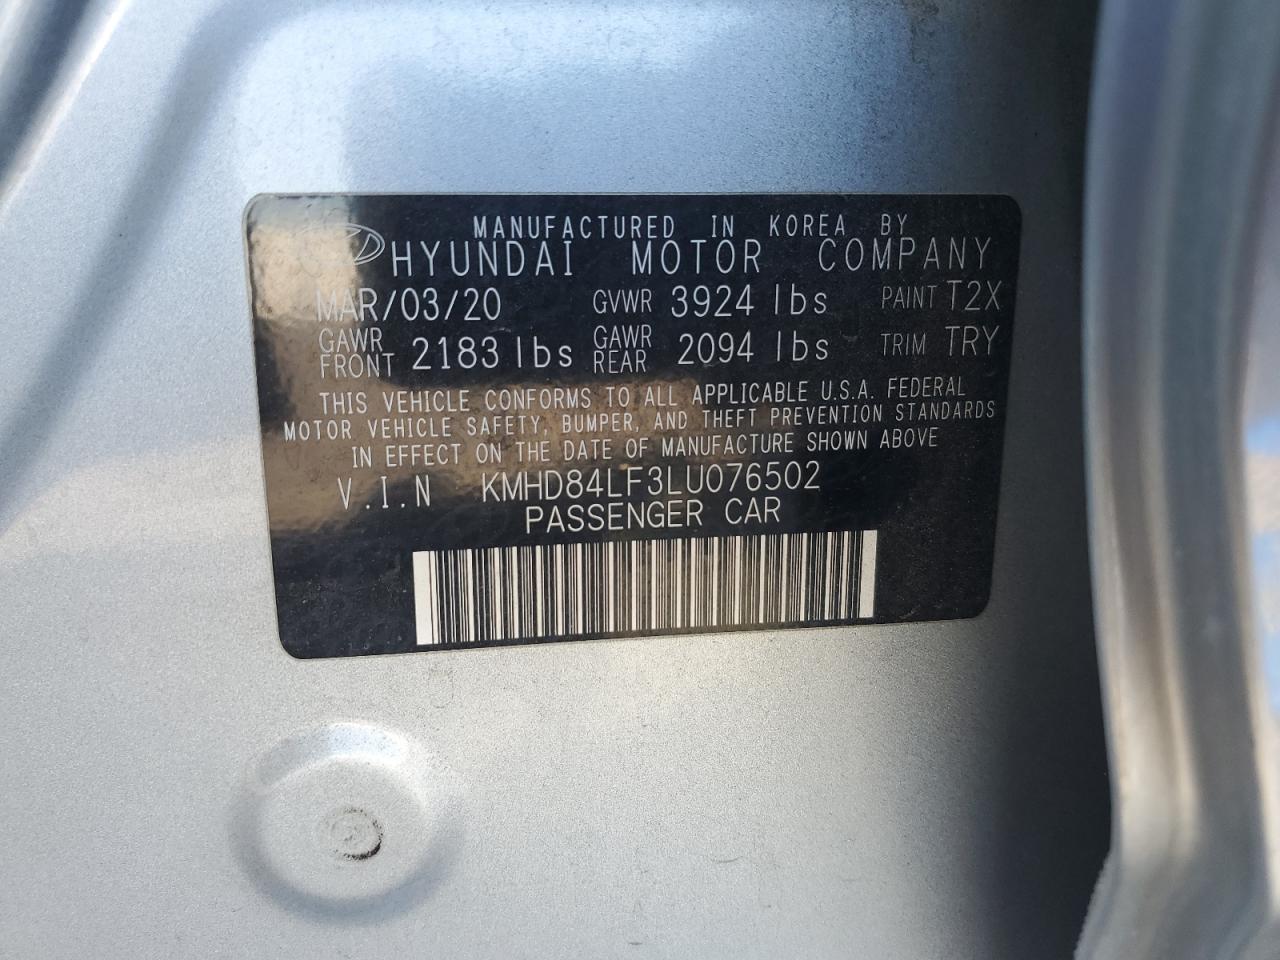 MANUFACTURED IN KOREA BY
HYUNDAI MOTOR COMPANY
MAR/03/20 GVWR 3924 lbs PAINT T2X
GAWR FRONT 2183 lbs GAWR REAR 2094 lbs TRIM TRY
THIS VEHICLE CONFORMS TO ALL APPLICABLE U.S.A. FEDERAL
MOTOR VEHICLE SAFETY, BUMPER, AND THEFT PREVENTION STANDARDS
IN EFFECT ON THE DATE OF MANUFACTURE SHOWN ABOVE
V.I.N KMHD84LF3LU076502
PASSENGER CAR